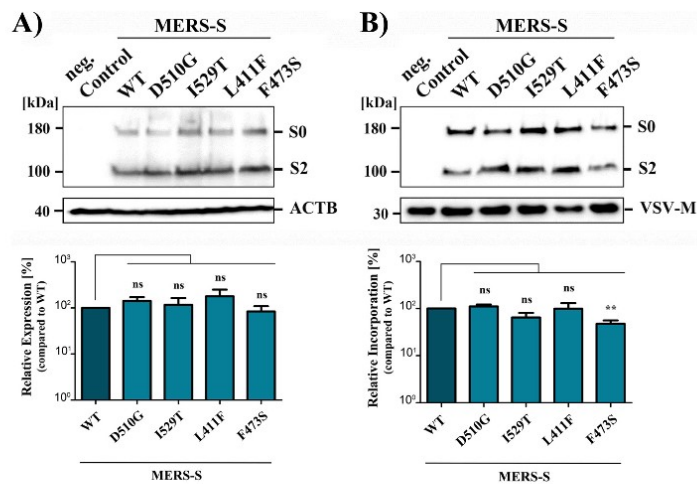 A)
MERS-S
neg.
Control
WT
D510G
I529T
L411F
F473S
[kDa]
180
S0
100
S2
40
ACTB
Relative Expression [%]
(compared to WT)
10³
10²
10¹
10⁰
ns
ns
ns
ns
WT
D510G
I529T
L411F
F473S
MERS-S
B)
MERS-S
neg.
Control
WT
D510G
I529T
L411F
F473S
[kDa]
180
S0
100
S2
30
VSV-M
Relative Incorporation [%]
(compared to WT)
10³
10²
10¹
10⁰
ns
ns
ns
**
WT
D510G
I529T
L411F
F473S
MERS-S